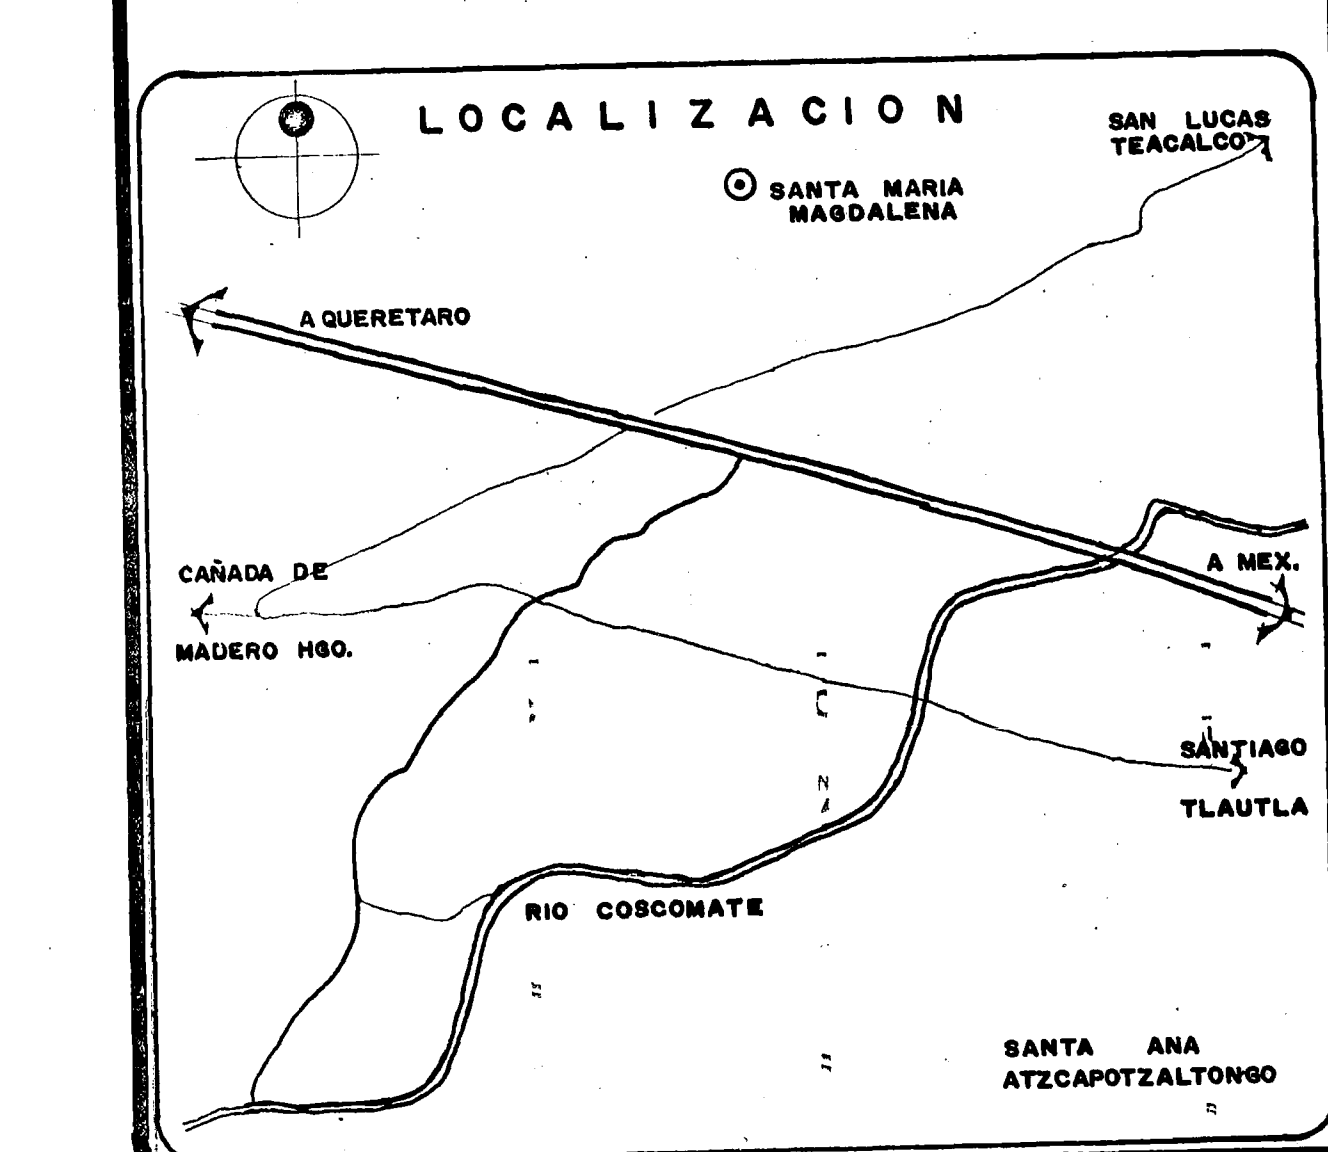 LOCALIZACION
SAN LUCAS
TEACALCO
SANTA MARIA
MAGDALENA
A QUERETARO
CAÑADA DE
MADERO HGO.
A MEX.
SANTIAGO
TLAUTLA
RIO COSCOMATE
SANTA ANA
ATZCAPOTZALTONGO